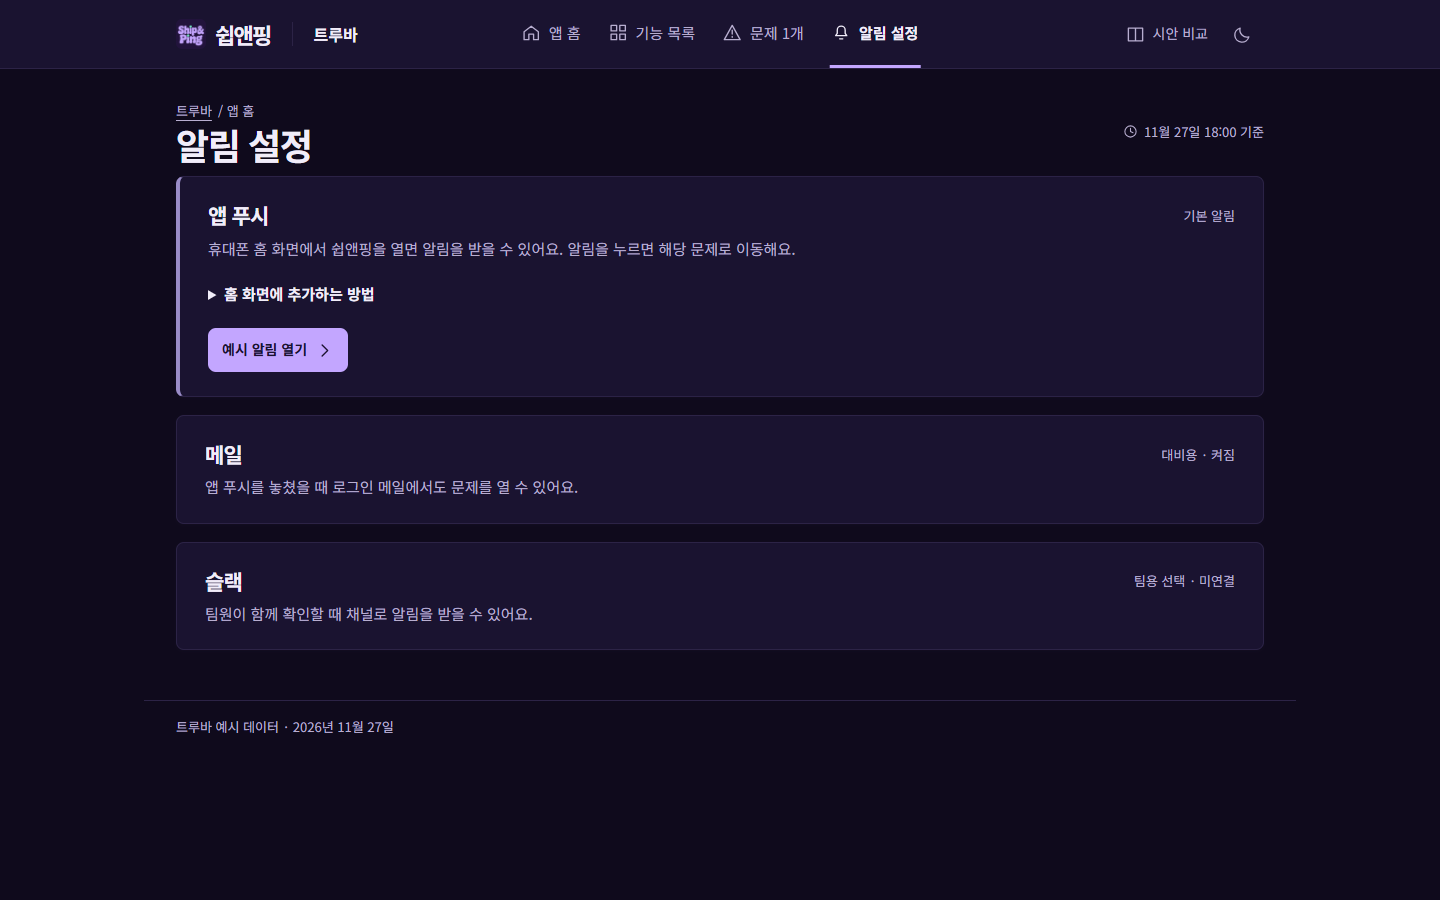 Ship& Ping 쉽앤핑 트루바 앱 홈 기능 목록 문제 1개 알림 설정 시안 비교
트루바 / 앱 홈
알림 설정
11월 27일 18:00 기준
앱 푸시
기본 알림
휴대폰 홈 화면에서 쉽앤핑을 열면 알림을 받을 수 있어요. 알림을 누르면 해당 문제로 이동해요.
홈 화면에 추가하는 방법
예시 알림 열기
메일
대비용 · 켜짐
앱 푸시를 놓쳤을 때 로그인 메일에서도 문제를 열 수 있어요.
슬랙
팀용 선택 · 미연결
팀원이 함께 확인할 때 채널로 알림을 받을 수 있어요.
트루바 예시 데이터 · 2026년 11월 27일